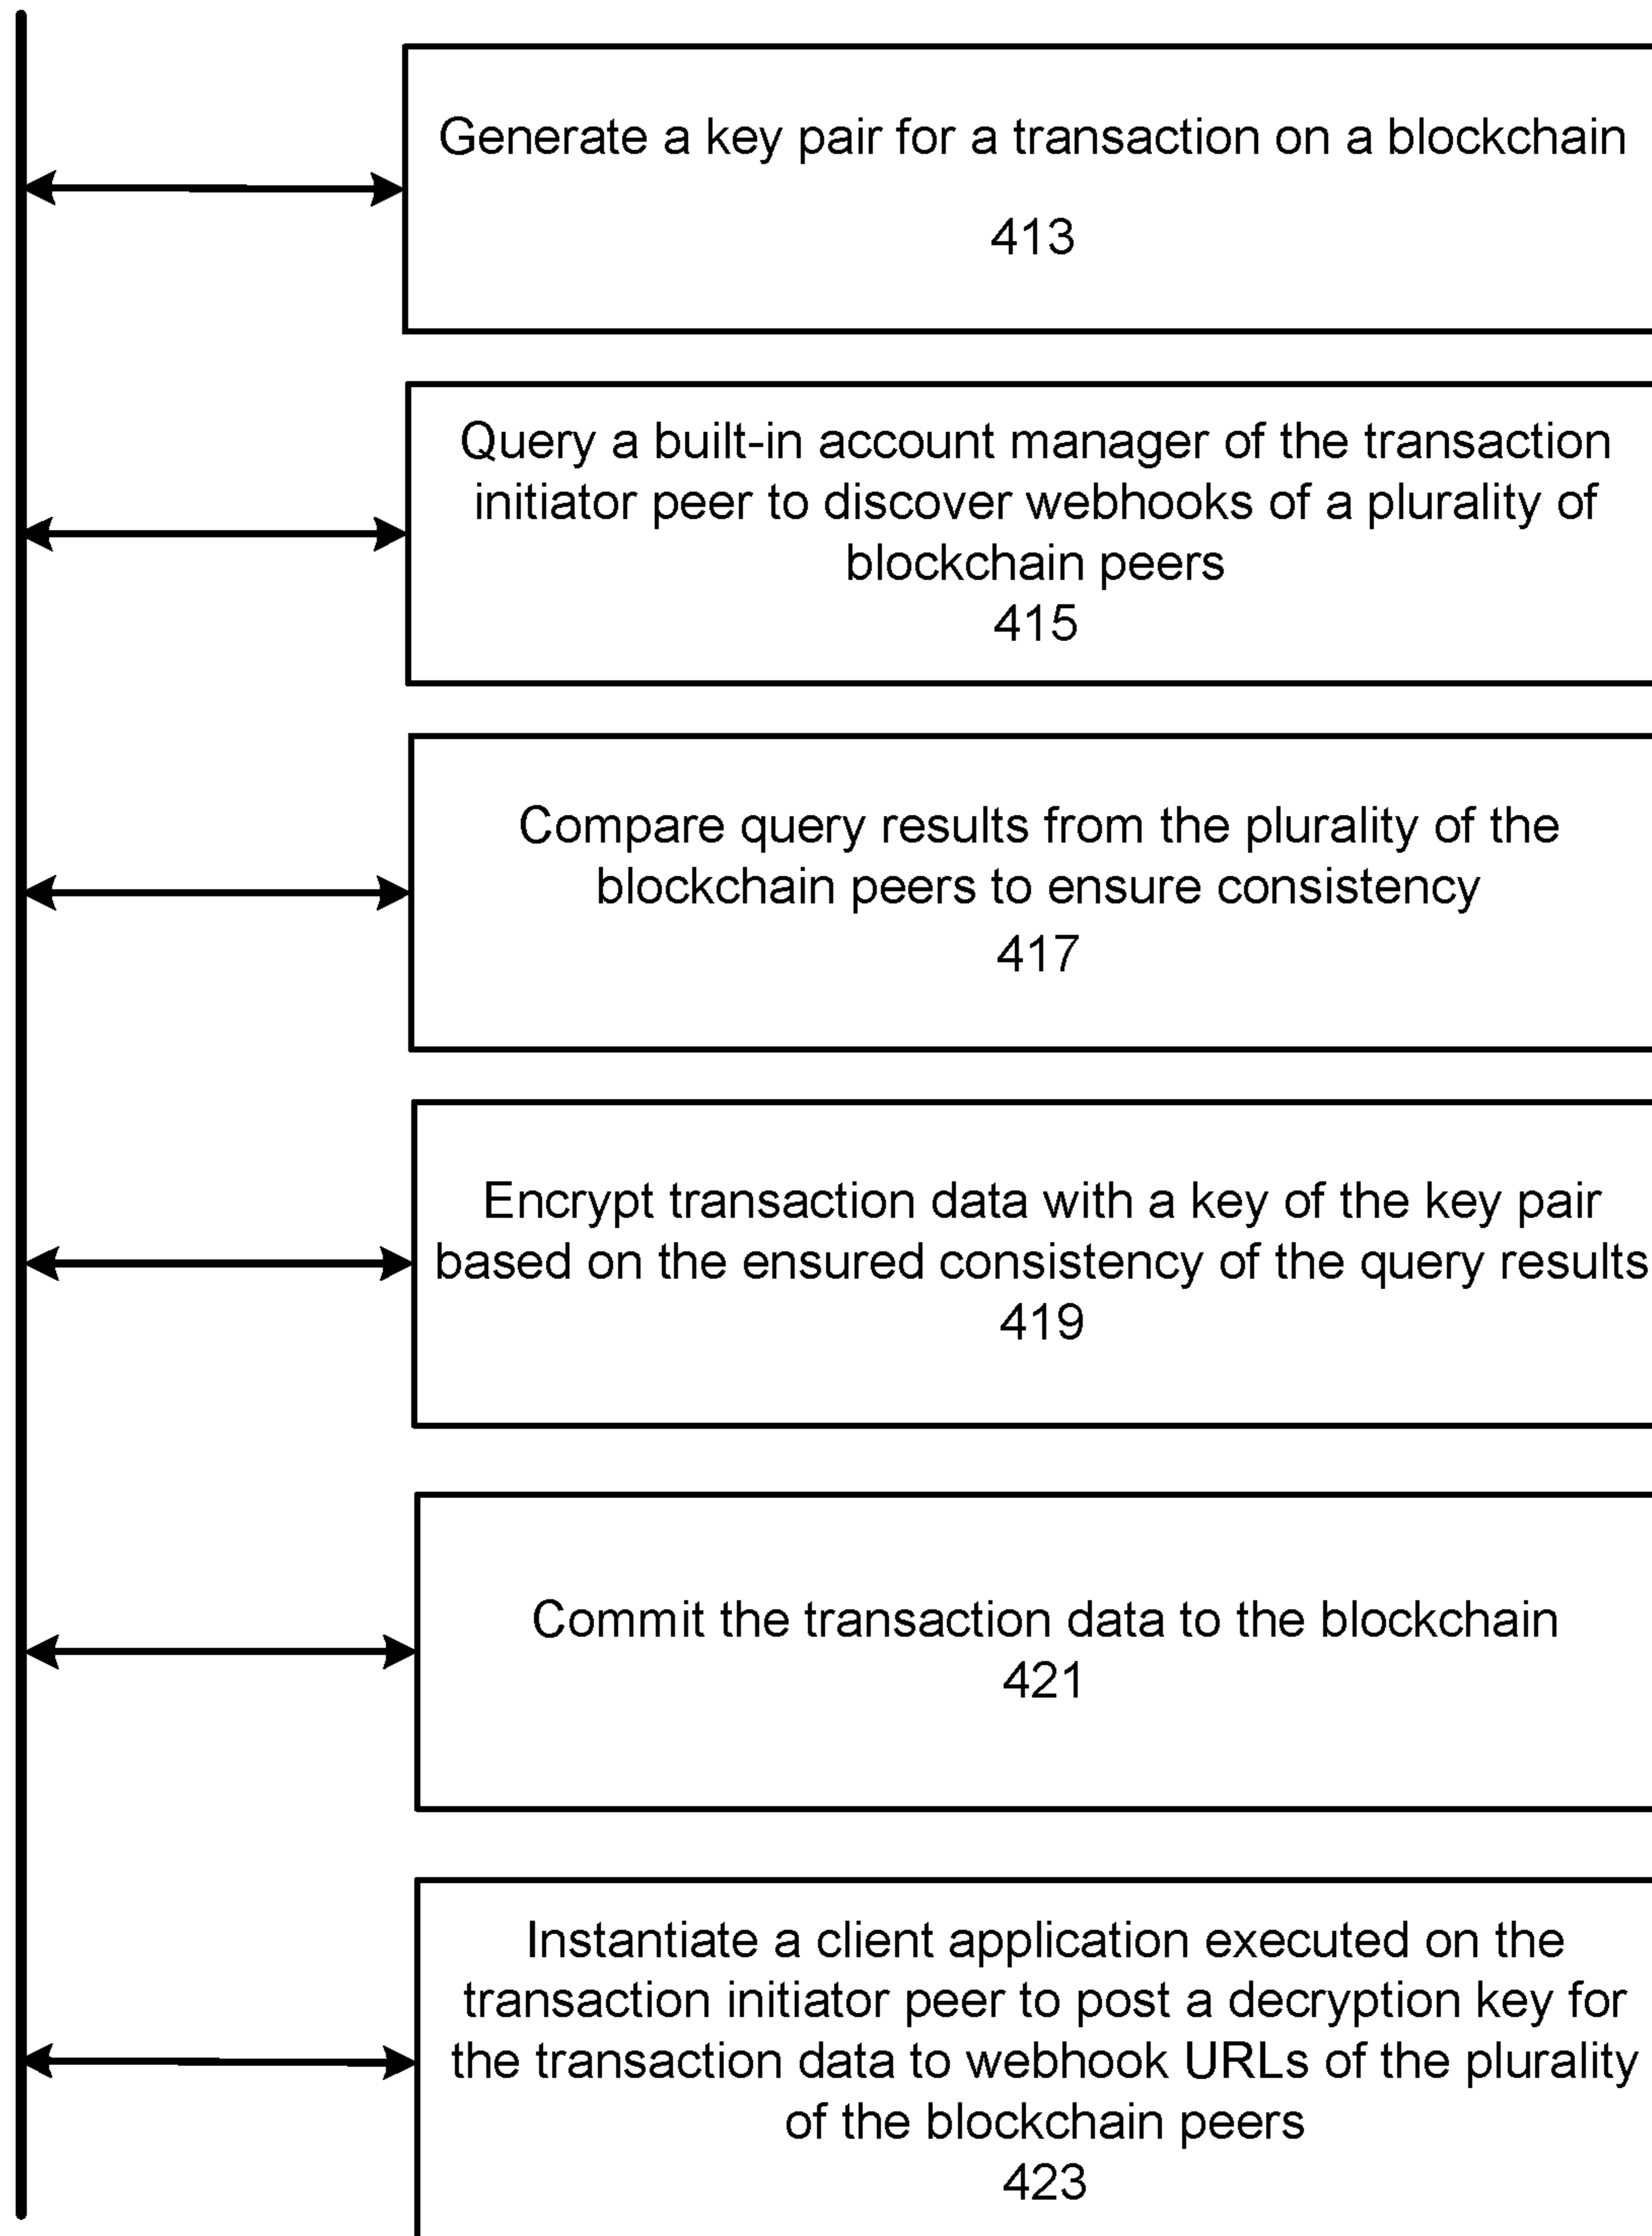 Generate a key pair for a transaction on a blockchain
413
Query a built-in account manager of the transaction
initiator peer to discover webhooks of a plurality of
blockchain peers
415
Compare query results from the plurality of the
blockchain peers to ensure consistency
417
Encrypt transaction data with a key of the key pair
based on the ensured consistency of the query results
419
Commit the transaction data to the blockchain
421
Instantiate a client application executed on the
transaction initiator peer to post a decryption key for
the transaction data to webhook URLs of the plurality
of the blockchain peers
423